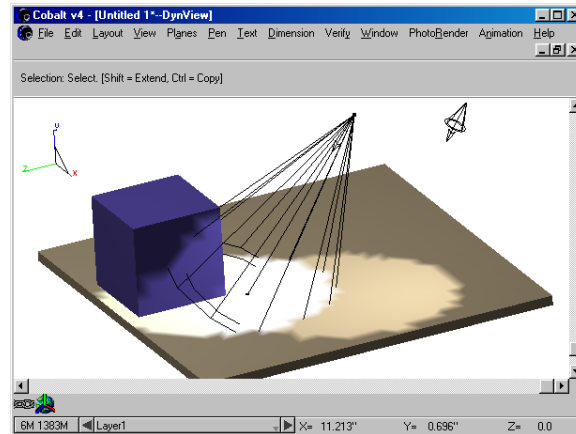 Cobalt v4 - [Untitled 1*--DynView]
File Edit Layout View Planes Pen Text Dimension Verify Window PhotoRender Animation Help
Selection: Select. [Shift = Extend, Ctrl = Copy]
y
z
x
6M 1383M Layer1 X= 11.213" Y= 0.696" Z= 0.0